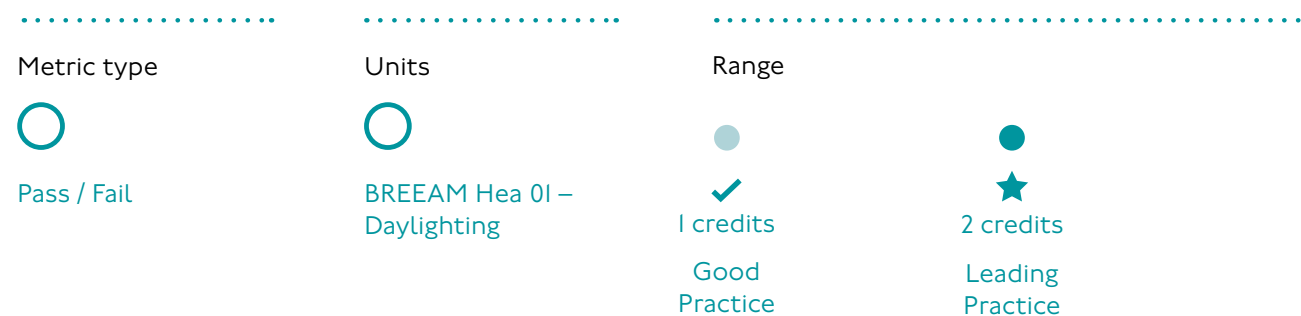 Metric type
Units
Range
Pass / Fail
BREEAM Hea 01 –
Daylighting
1 credits
Good
Practice
2 credits
Leading
Practice